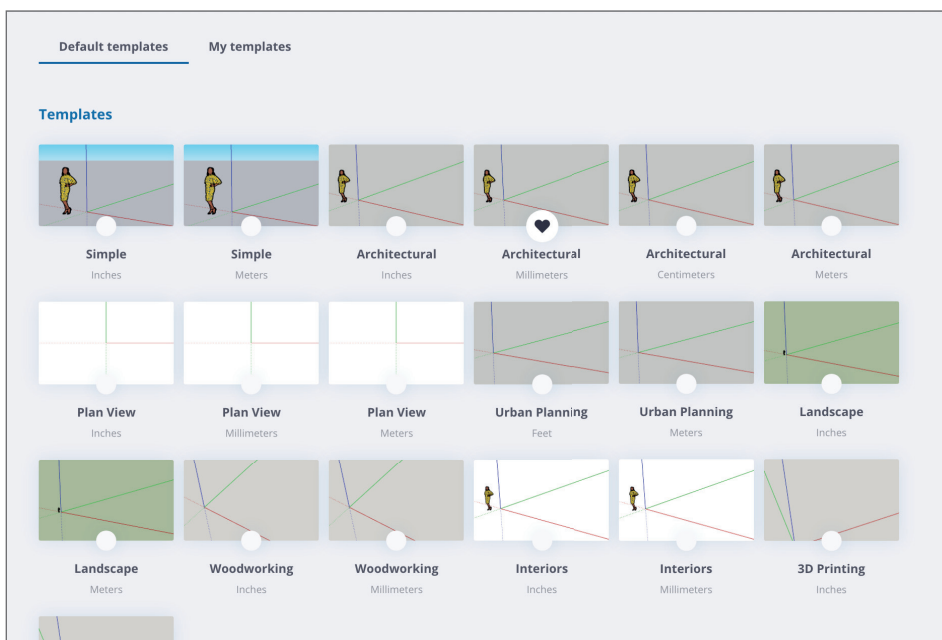 Default templates My templates
Templates
Simple Simple Architectural Architectural Architectural Architectural
Inches Meters Inches Millimeters Centimeters Meters
Plan View Plan View Plan View Urban Planning Urban Planning Landscape
Inches Millimeters Meters Feet Meters Inches
Landscape Woodworking Woodworking Interiors Interiors 3D Printing
Meters Inches Millimeters Inches Millimeters Inches